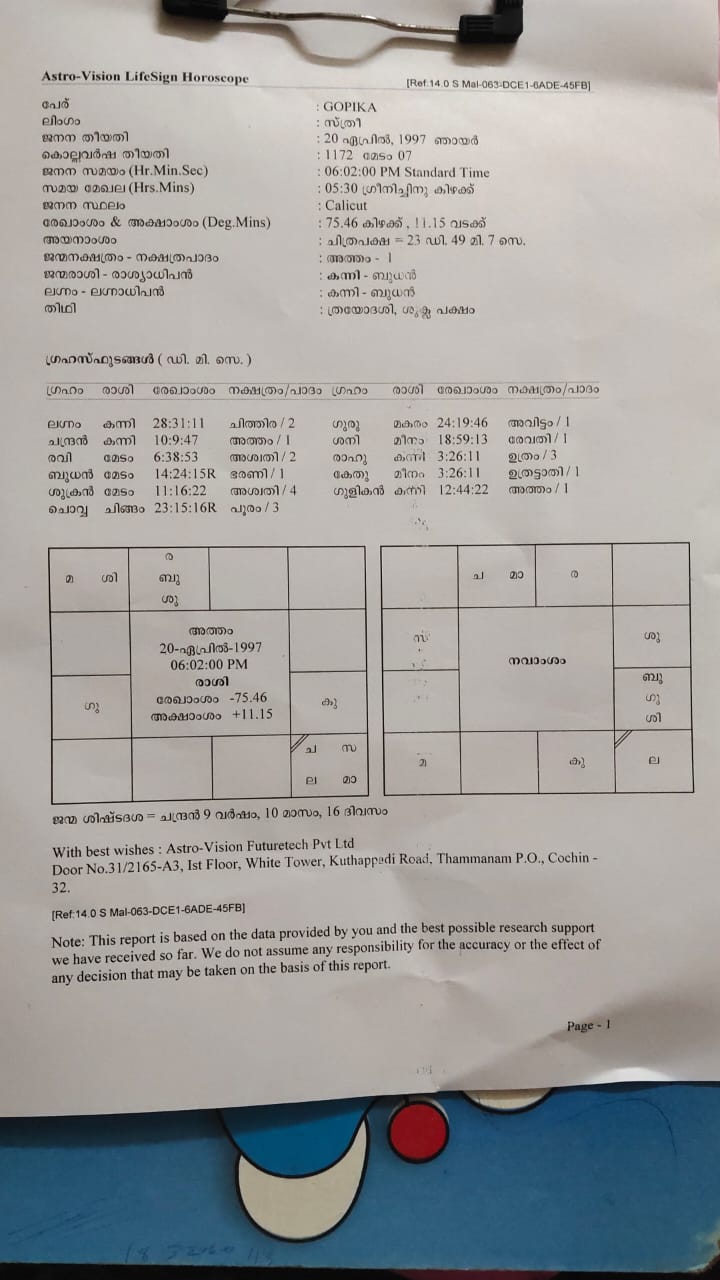 Astro-Vision LifeSign Horoscope [Ref:14.0 S Mal-063-DCE1-6ADE-45FB]
പേര് : GOPIKA
ലിംഗം : സ്ത്രീ
ജനന തീയതി : 20 ഏപ്രിൽ, 1997 ഞായർ
കൊല്ലവർഷ തീയതി : 1172 മേടം 07
ജനന സമയം (Hr.Min.Sec) : 06:02:00 PM Standard Time
സമയ മേഖല (Hrs.Mins) : 05:30 ഗ്രീനിച്ചിനു കിഴക്ക്
ജനന സ്ഥലം : Calicut
രേഖാംശം & അക്ഷാംശം (Deg.Mins) : 75.46 കിഴക്ക് , 11.15 വടക്ക്
അയനാംശം : ചിത്രപക്ഷ = 23 ഡി. 49 മി. 7 സെ.
ജന്മനക്ഷത്രം - നക്ഷത്രപാദം : അത്തം - 1
ജന്മരാശി - രാശ്യാധിപൻ : കന്നി - ബുധൻ
ലഗ്നം - ലഗ്നാധിപൻ : കന്നി - ബുധൻ
തിഥി : ത്രയോദശി, ശുക്ല പക്ഷം
ഗ്രഹസ്ഫുടങ്ങൾ ( ഡി. മി. സെ. )
ഗ്രഹം രാശി രേഖാംശം നക്ഷത്രം/പാദം ഗ്രഹം രാശി രേഖാംശം നക്ഷത്രം/പാദം
ലഗ്നം കന്നി 28:31:11 ചിത്തിര / 2 ഗുരു മകരം 24:19:46 അവിട്ടം / 1
ചന്ദ്രൻ കന്നി 10:9:47 അത്തം / 1 ശനി മീനം 18:59:13 രേവതി / 1
രവി മേടം 6:38:53 അശ്വതി / 2 രാഹു കന്നി 3:26:11 ഉത്രം / 3
ബുധൻ മേടം 14:24:15R ഭരണി / 1 കേതു മീനം 3:26:11 ഉത്രട്ടാതി / 1
ശുക്രൻ മേടം 11:16:22 അശ്വതി / 4 ഗുളികൻ കന്നി 12:44:22 അത്തം / 1
ചൊവ്വ ചിങ്ങം 23:15:16R പൂരം / 3
മ ശി
ര
ബു
ശു
അത്തം
20-ഏപ്രിൽ-1997
06:02:00 PM
രാശി
രേഖാംശം -75.46
അക്ഷാംശം +11.15
ഗു
കു
ച സ
ല മാ
ച മാ
ര
സ
നവാംശം
ശു
ബു
ഗു
ശി
മ
കു
ല
ജന്മ ശിഷ്ടദശ = ചന്ദ്രൻ 9 വർഷം, 10 മാസം, 16 ദിവസം
With best wishes : Astro-Vision Futuretech Pvt Ltd
Door No.31/2165-A3, Ist Floor, White Tower, Kuthappadi Road, Thammanam P.O., Cochin -
32.
[Ref:14.0 S Mal-063-DCE1-6ADE-45FB]
Note: This report is based on the data provided by you and the best possible research support
we have received so far. We do not assume any responsibility for the accuracy or the effect of
any decision that may be taken on the basis of this report.
Page - 1